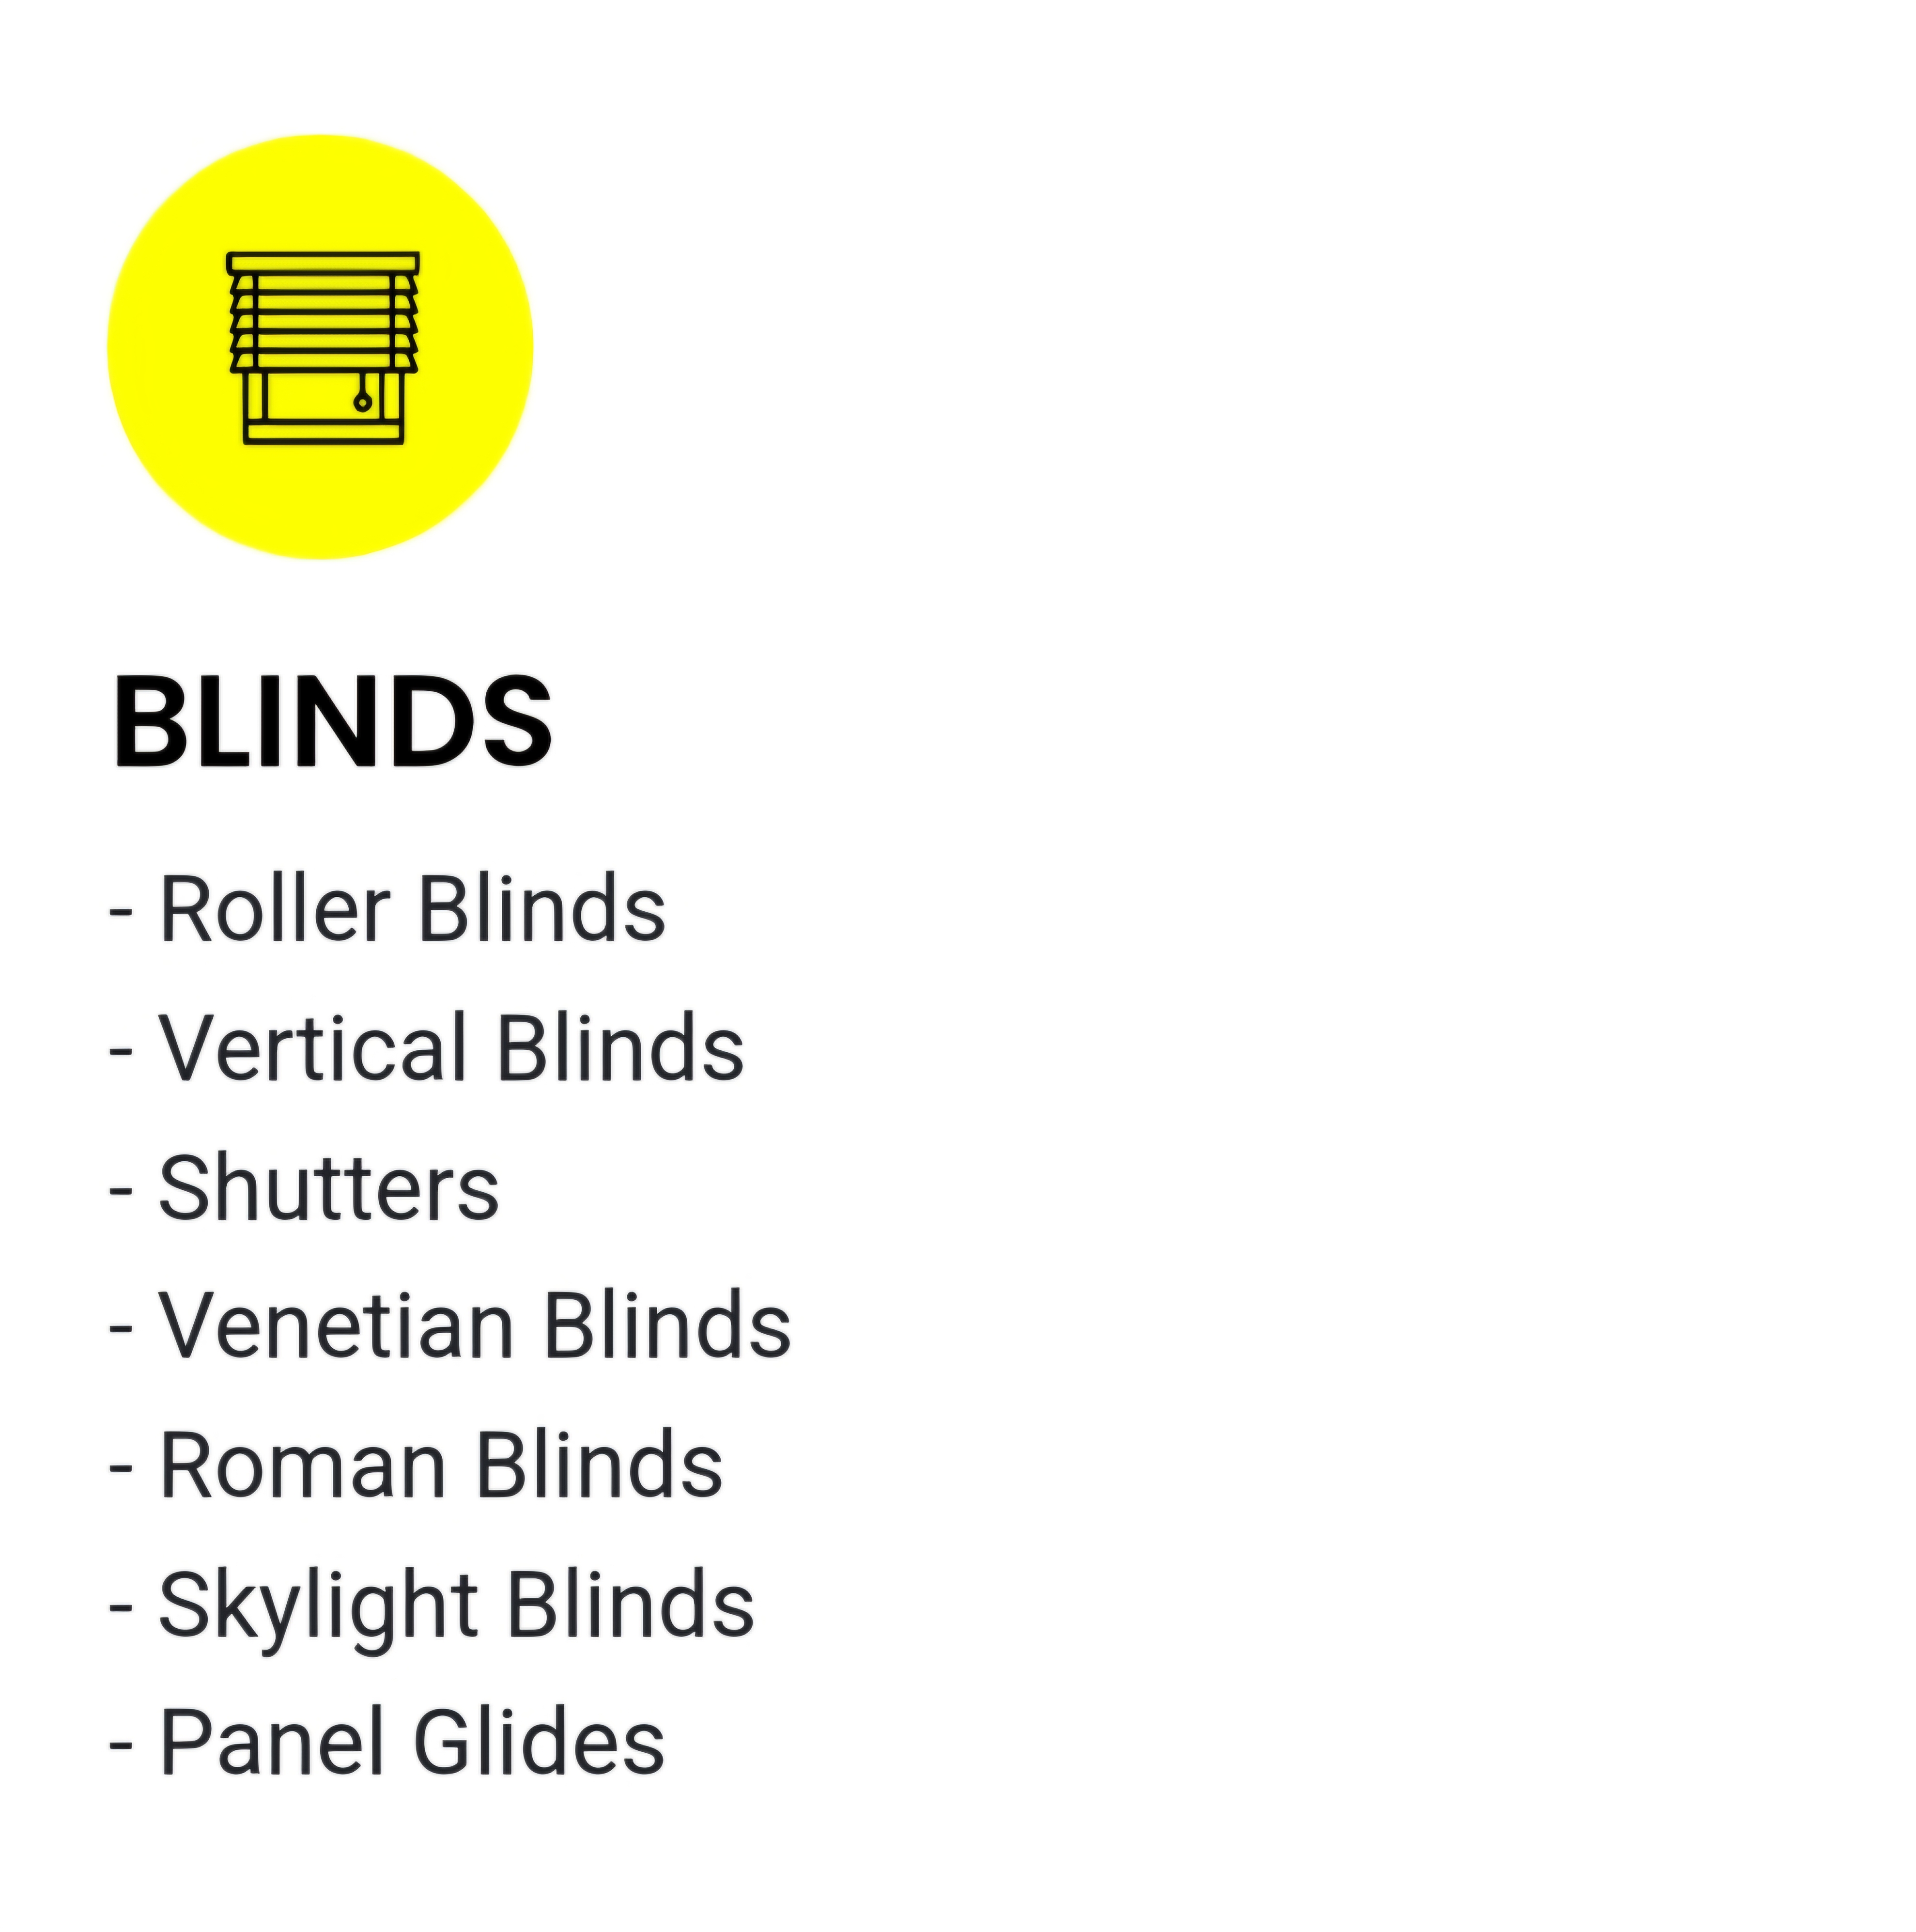 BLINDS
- Roller Blinds
- Vertical Blinds
- Shutters
- Venetian Blinds
- Roman Blinds
- Skylight Blinds
- Panel Glides